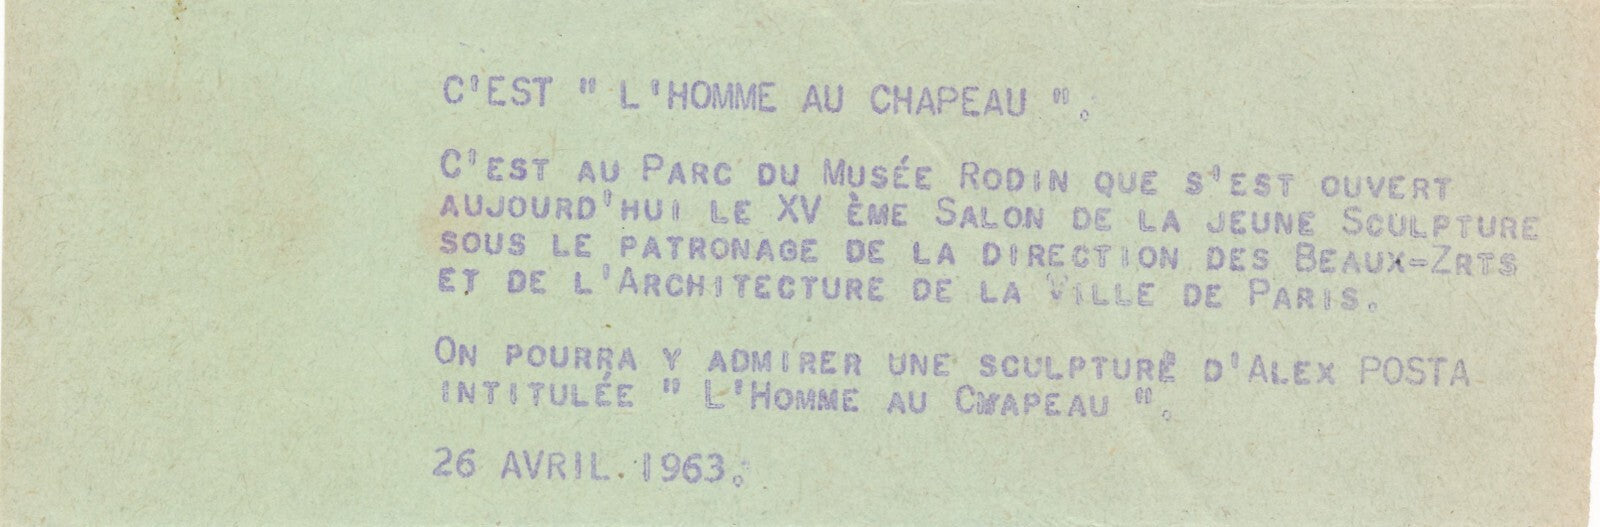 C'EST " L'HOMME AU CHAPEAU ".
C'EST AU PARC DU MUSÉE RODIN QUE S'EST OUVERT
AUJOURD'HUI LE XV ÈME SALON DE LA JEUNE SCULPTURE
SOUS LE PATRONAGE DE LA DIRECTION DES BEAUX-ZRTS
ET DE L'ARCHITECTURE DE LA VILLE DE PARIS.
ON POURRA Y ADMIRER UNE SCULPTURE D'ALEX POSTA
INTITULÉE " L'HOMME AU CHAPEAU ".
26 AVRIL 1963.